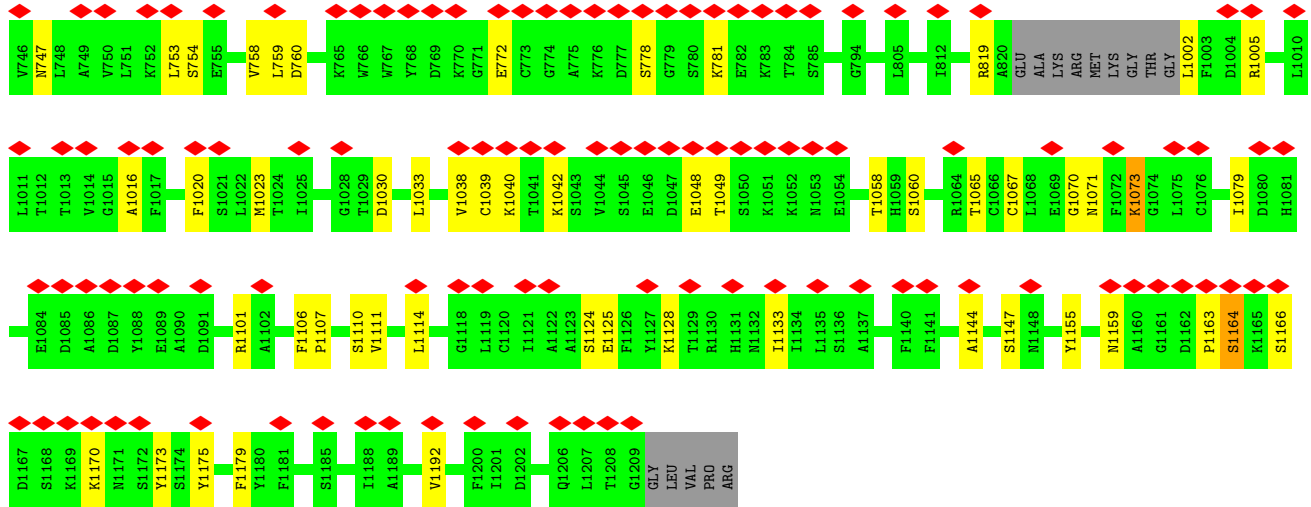 V746 N747 L748 A749 V750 L751 K752 L753 S754 E755 V758 L759 D760 K765 W766 W767 Y768 D769 K770 G771 E772 C773 G774 A775 K776 D777 S778 G779 S780 K781 E782 K783 T784 S785 G794 L805 I812 R819 A820 GLU ALA LYS ARG MET LYS GLY THR GLY L1002 F1003 D1004 R1005 L1010
L1011 T1012 T1013 V1014 G1015 A1016 F1017 F1020 S1021 L1022 M1023 T1024 I1025 G1028 T1029 D1030 L1033 V1038 C1039 K1040 T1041 K1042 S1043 V1044 S1045 E1046 D1047 E1048 T1049 S1050 K1051 K1052 N1053 E1054 T1058 H1059 S1060 R1064 T1065 C1066 C1067 L1068 E1069 G1070 N1071 F1072 K1073 G1074 L1075 C1076 I1079 D1080 H1081
E1084 D1085 A1086 D1087 Y1088 E1089 A1090 D1091 R1101 A1102 F1106 P1107 S1110 V1111 L1114 G1118 L1119 C1120 I1121 A1122 A1123 S1124 E1125 F1126 Y1127 K1128 T1129 R1130 H1131 N1132 I1133 I1134 L1135 S1136 A1137 F1140 F1141 A1144 S1147 N1148 Y1155 N1159 A1160 G1161 D1162 P1163 S1164 K1165 S1166
D1167 S1168 K1169 K1170 N1171 S1172 Y1173 S1174 Y1175 F1179 Y1180 F1181 S1185 I1188 A1189 V1192 F1200 I1201 D1202 Q1206 L1207 T1208 G1209 GLY LEU VAL PRO ARG